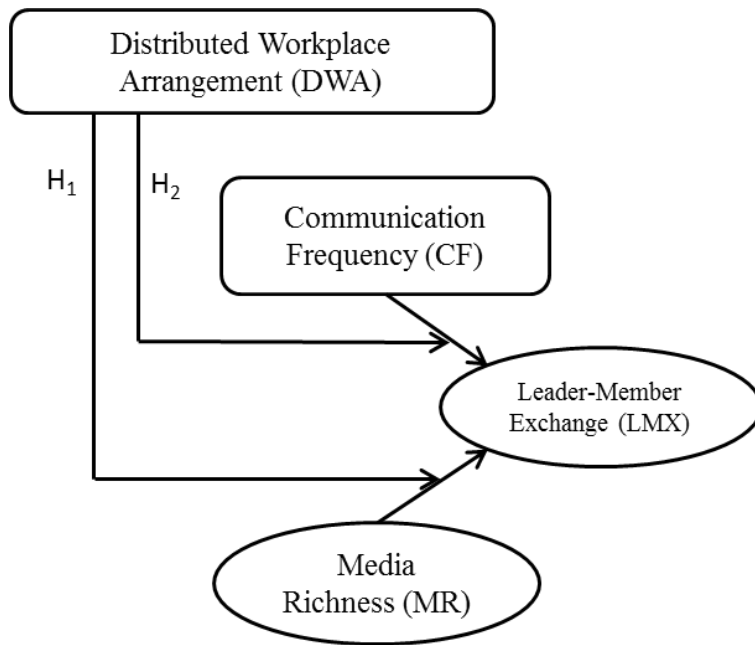 Distributed Workplace
Arrangement (DWA)
H₁
H₂
Communication
Frequency (CF)
Leader-Member
Exchange (LMX)
Media
Richness (MR)